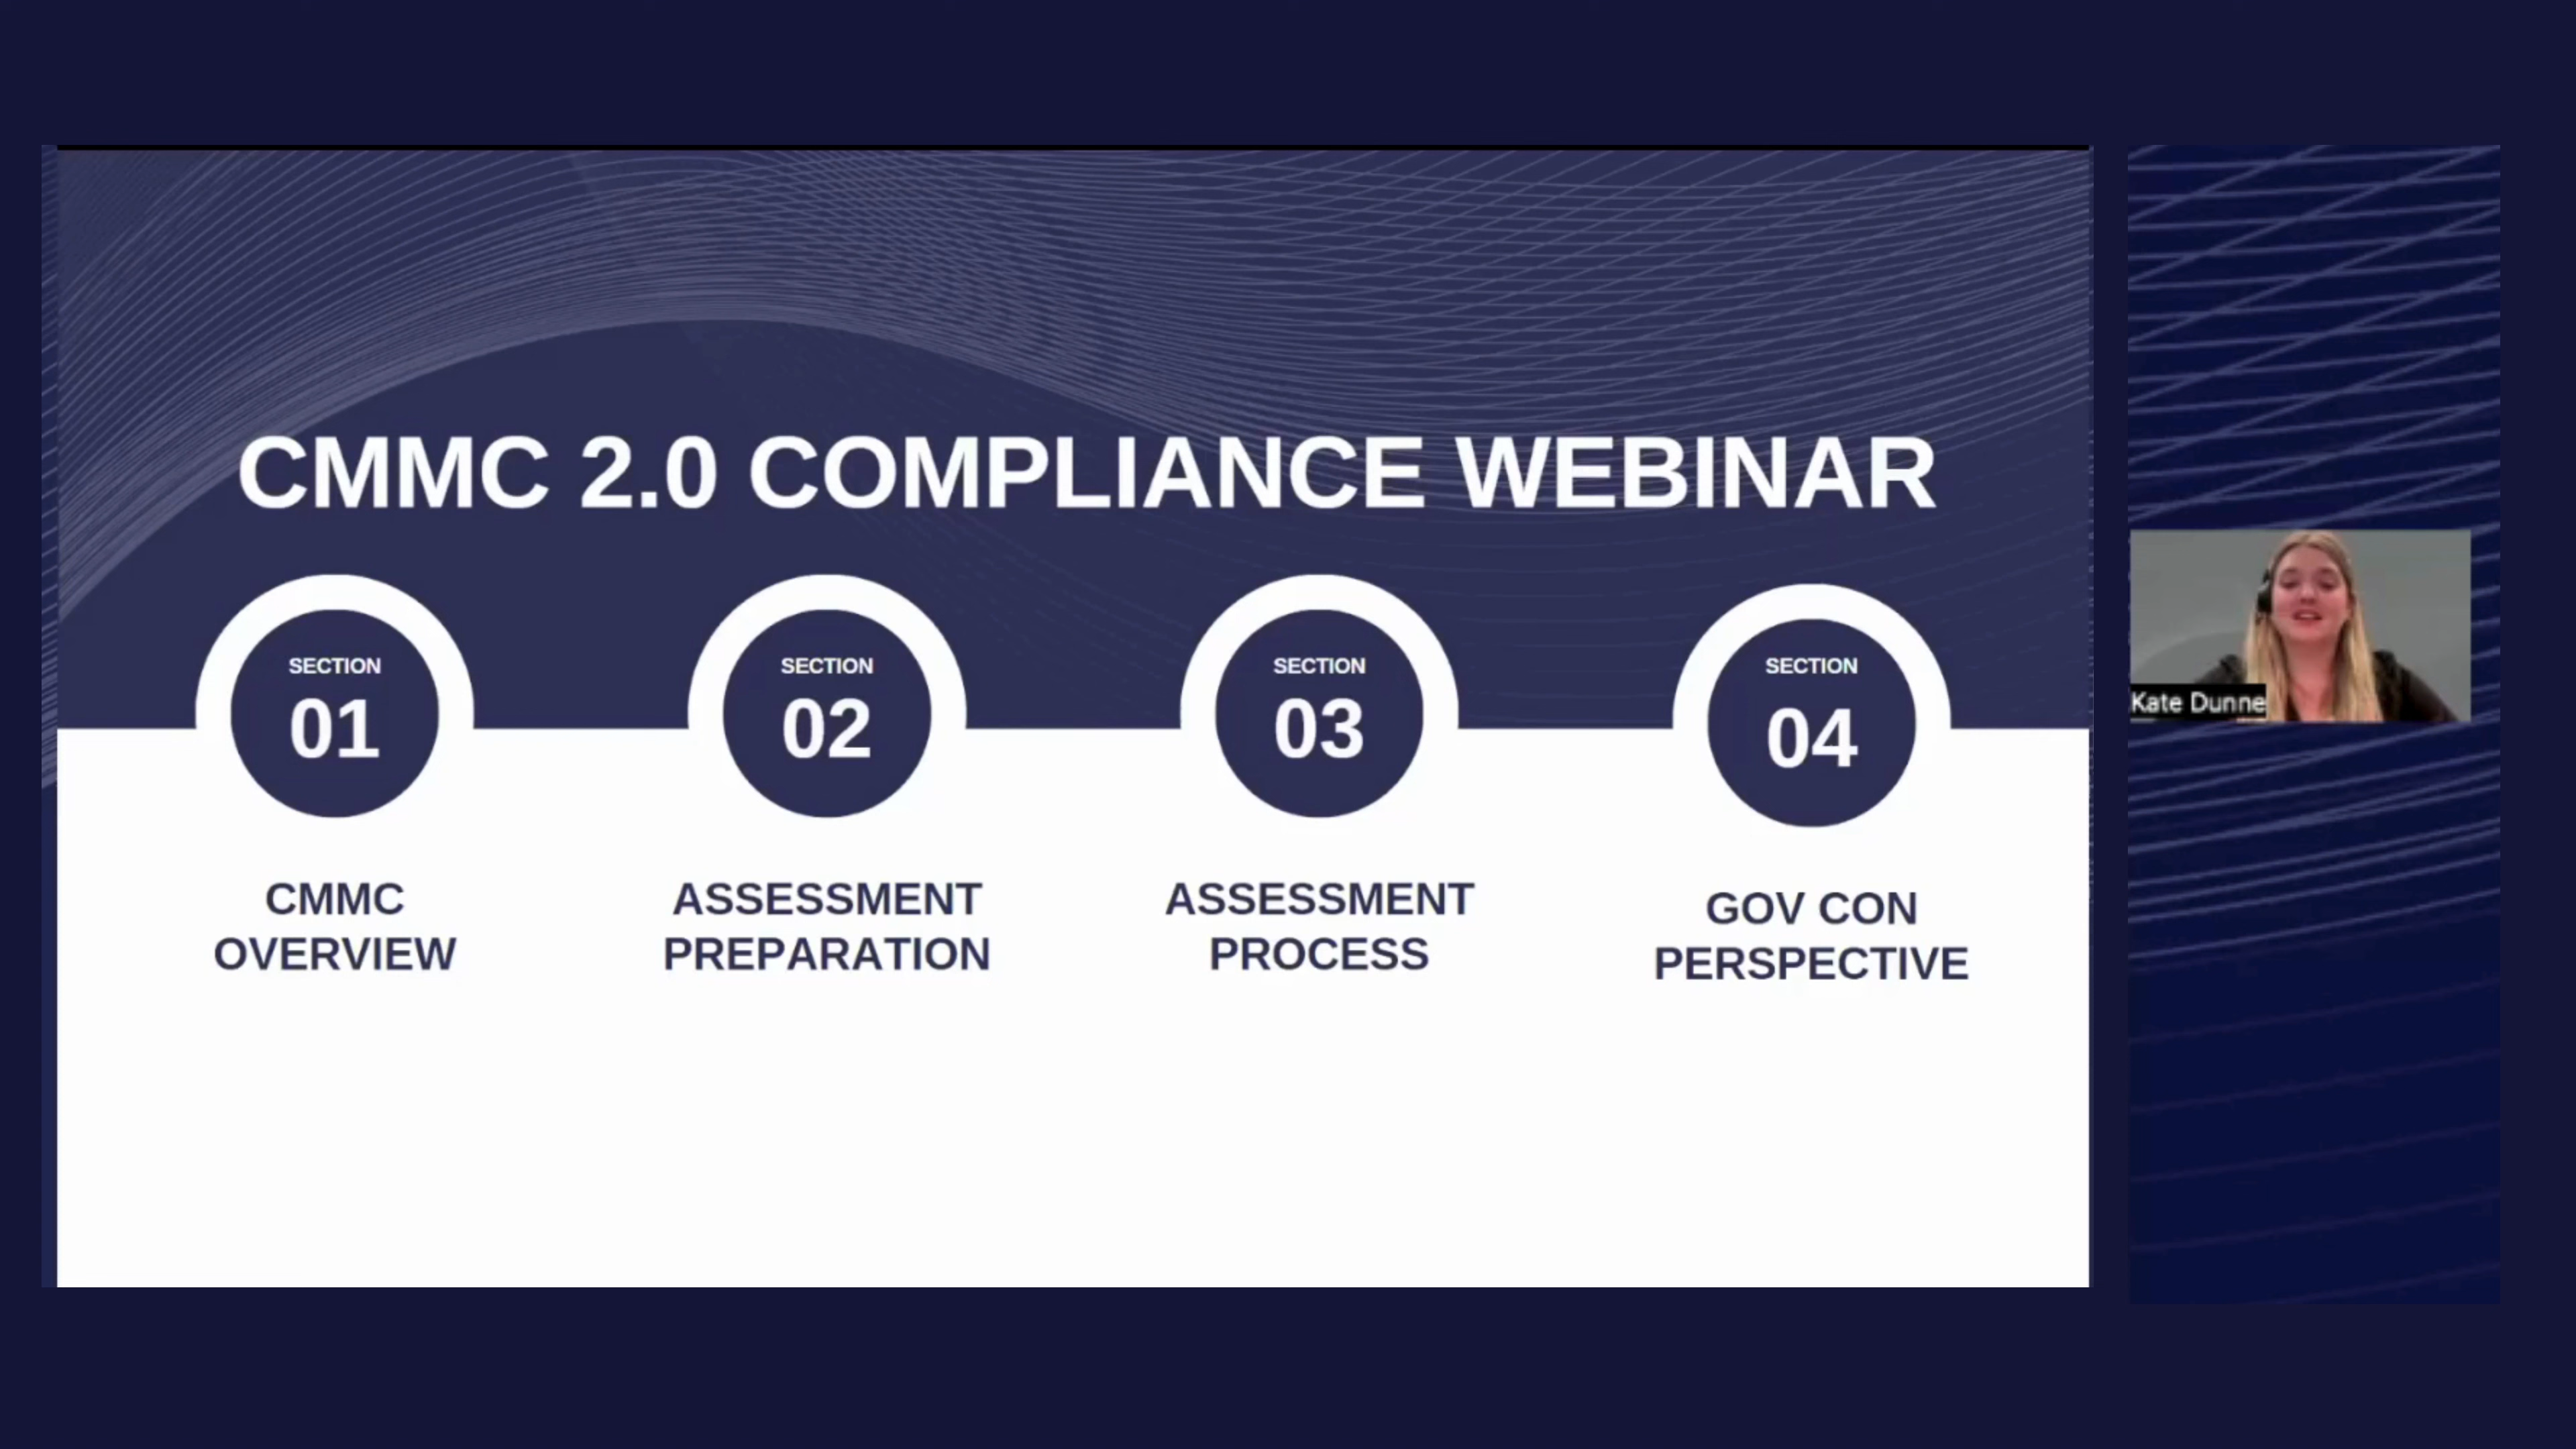 CMMC 2.0 COMPLIANCE WEBINAR
SECTION
01
CMMC
OVERVIEW
SECTION
02
ASSESSMENT
PREPARATION
SECTION
03
ASSESSMENT
PROCESS
SECTION
04
GOV CON
PERSPECTIVE
Kate Dunne